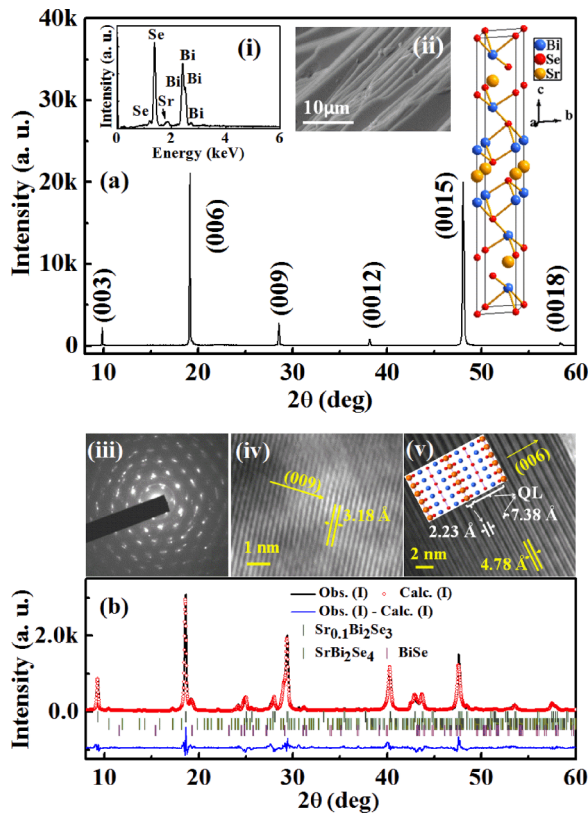 40k
30k
20k
10k
0
Intensity (a. u.)
(a)
(i)
Intensity (a. u.)
Se
Se
Sr
Bi
Bi
Bi
Bi
0 2 4 6
Energy (keV)
(ii)
10μm
Bi
Se
Sr
c
a
b
(003)
(006)
(009)
(0012)
(0015)
(0018)
10 20 30 40 50 60
2θ (deg)
(iii)
(iv)
(009)
3.18 Å
1 nm
(v)
(006)
QL
7.38 Å
2.23 Å
4.78 Å
2 nm
(b)
Obs. (I) Calc. (I)
Obs. (I) - Calc. (I)
Sr0.1Bi2Se3
SrBi2Se4 BiSe
Intensity (a. u.)
2.0k
0.0
10 20 30 40 50 60
2θ (deg)